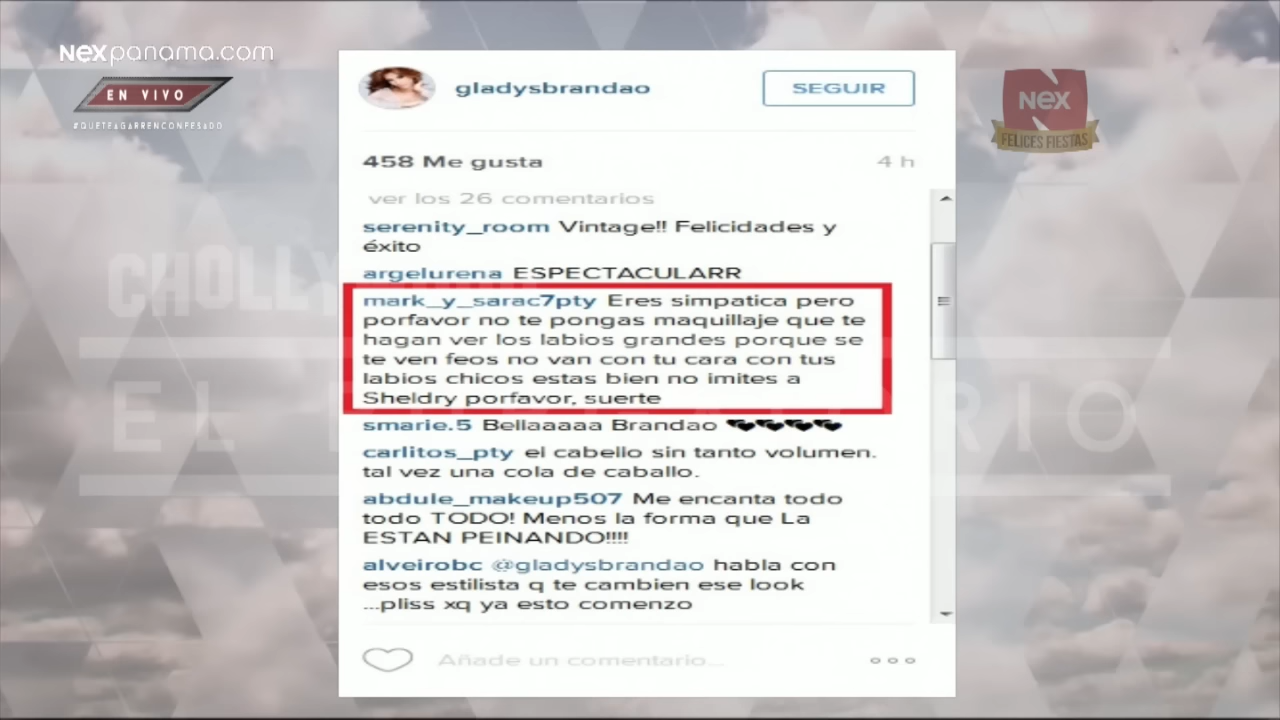 NEXpanama.com
EN VIVO
#QUETEAGARRENCONFESADO
NEX
FELICES FIESTAS
gladysbrandao
SEGUIR
458 Me gusta
4 h
ver los 26 comentarios
serenity_room Vintage!! Felicidades y
éxito
argelurena ESPECTACULARR
mark_y_sarac7pty Eres simpatica pero
porfavor no te pongas maquillaje que te
hagan ver los labios grandes porque se
te ven feos no van con tu cara con tus
labios chicos estas bien no imites a
Sheldry porfavor, suerte
smarie.5 Bellaaaaa Brandao 🖤🖤🖤🖤
carlitos_pty el cabello sin tanto volumen.
tal vez una cola de caballo.
abdule_makeup507 Me encanta todo
todo TODO! Menos la forma que La
ESTAN PEINANDO!!!!
alveirobc @gladysbrandao habla con
esos estilista q te cambien ese look
...pliss xq ya esto comenzo
Añade un comentario...